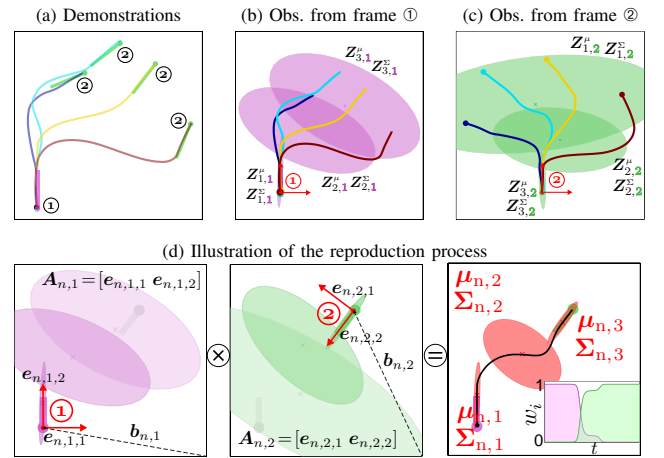 (a) Demonstrations (b) Obs. from frame ① (c) Obs. from frame ②
②
②
②
②
①
Z^μ_{3,1} Z^Σ_{3,1}
Z^μ_{1,1}
Z^Σ_{1,1}
①
Z^μ_{2,1} Z^Σ_{2,1}
Z^μ_{1,2} Z^Σ_{1,2}
Z^μ_{3,2}
Z^Σ_{3,2}
②
Z^μ_{2,2}
Z^Σ_{2,2}
(d) Illustration of the reproduction process
A_{n,1}=[e_{n,1,1} e_{n,1,2}]
e_{n,1,2}
①
e_{n,1,1}
b_{n,1}
⊗
e_{n,2,1}
②
e_{n,2,2}
b_{n,2}
A_{n,2}=[e_{n,2,1} e_{n,2,2}]
=
μ_{n,2}
Σ_{n,2}
μ_{n,3}
Σ_{n,3}
μ_{n,1}
Σ_{n,1}
1
w_i
0
t